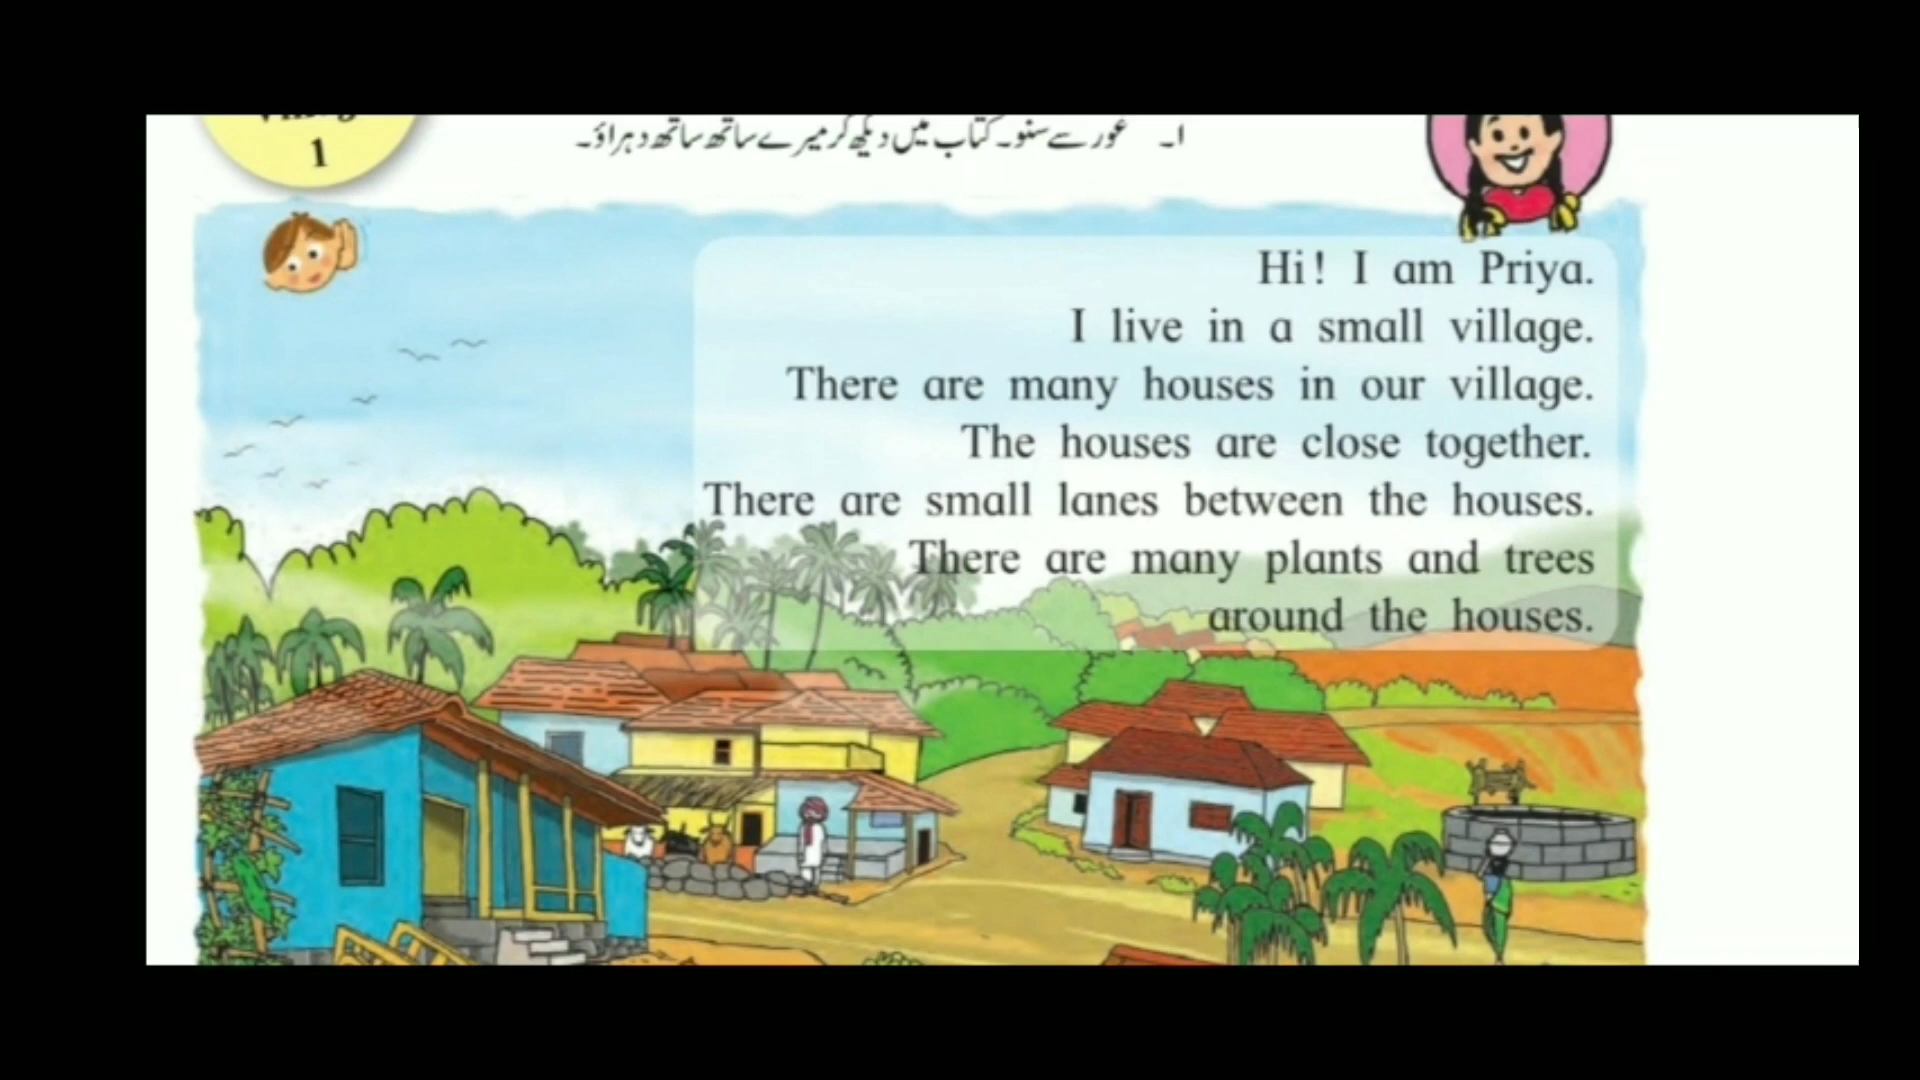 1
۱۔ غور سے سنو۔ کتاب میں دیکھ کر میرے ساتھ ساتھ دہراؤ۔
Hi! I am Priya.
I live in a small village.
There are many houses in our village.
The houses are close together.
There are small lanes between the houses.
There are many plants and trees
around the houses.